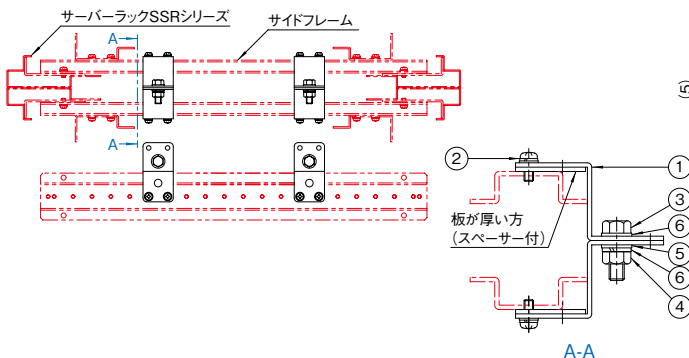 サーバーラックSSRシリーズ
サイドフレーム
A
A
(5)
②
①
③
⑥
⑤
⑥
④
板が厚い方
（スペーサー付）
A-A